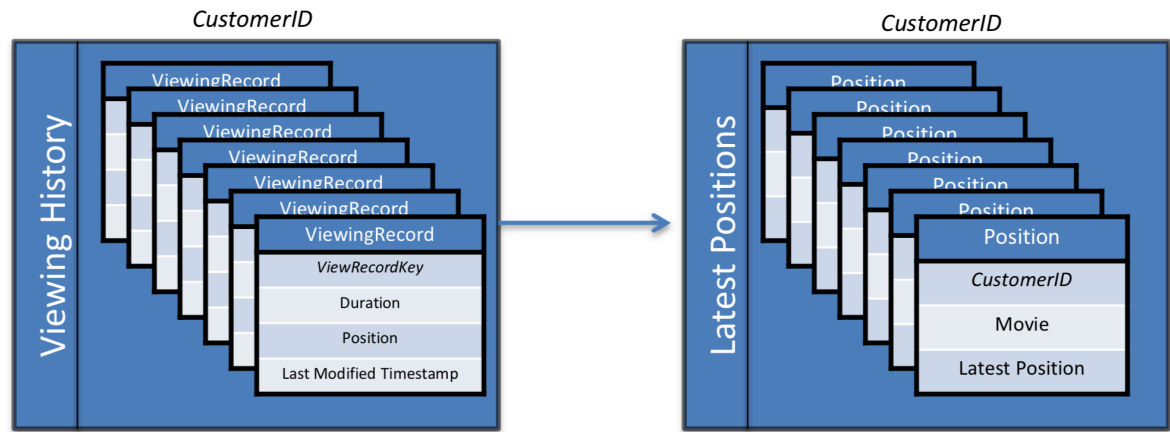 CustomerID
Viewing History
ViewingRecord
ViewingRecord
ViewingRecord
ViewingRecord
ViewingRecord
ViewingRecord
ViewingRecord
ViewRecordKey
Duration
Position
Last Modified Timestamp
CustomerID
Latest Positions
Position
Position
Position
Position
Position
Position
Position
CustomerID
Movie
Latest Position